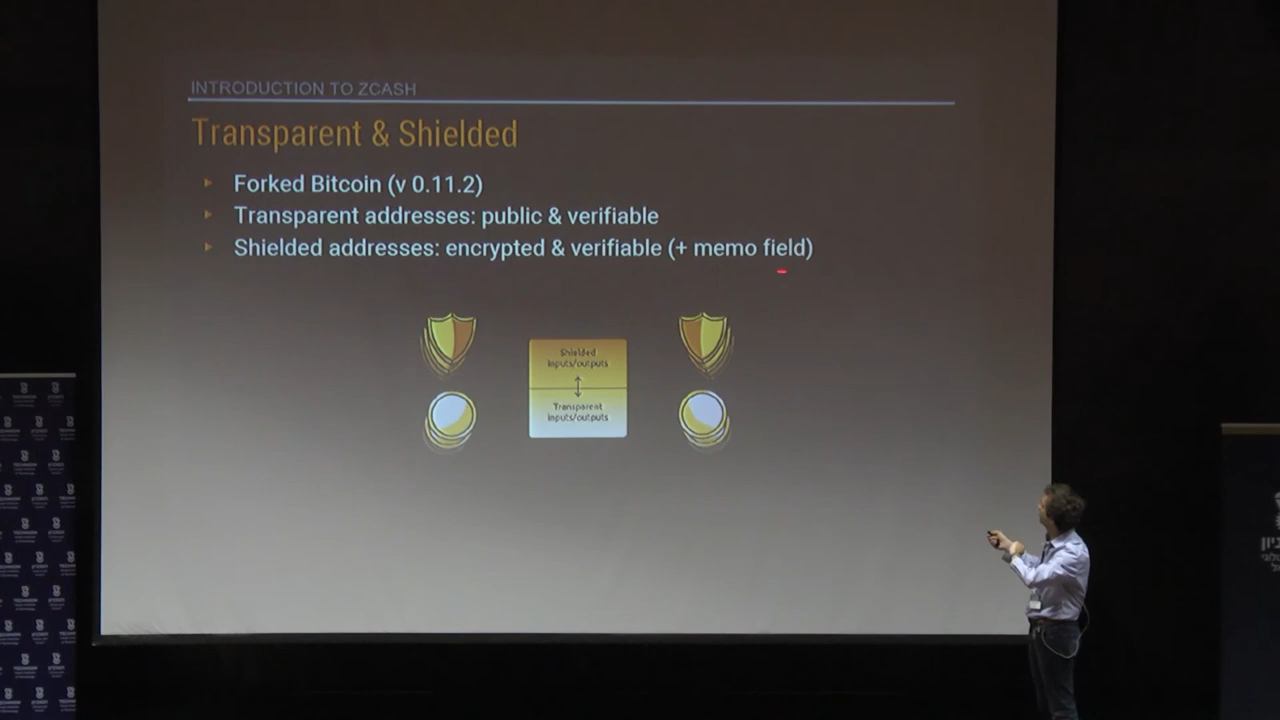 INTRODUCTION TO ZCASH
Transparent & Shielded
Forked Bitcoin (v 0.11.2)
Transparent addresses: public & verifiable
Shielded addresses: encrypted & verifiable (+ memo field)
Shielded
inputs/outputs
Transparent
inputs/outputs
TECHNION